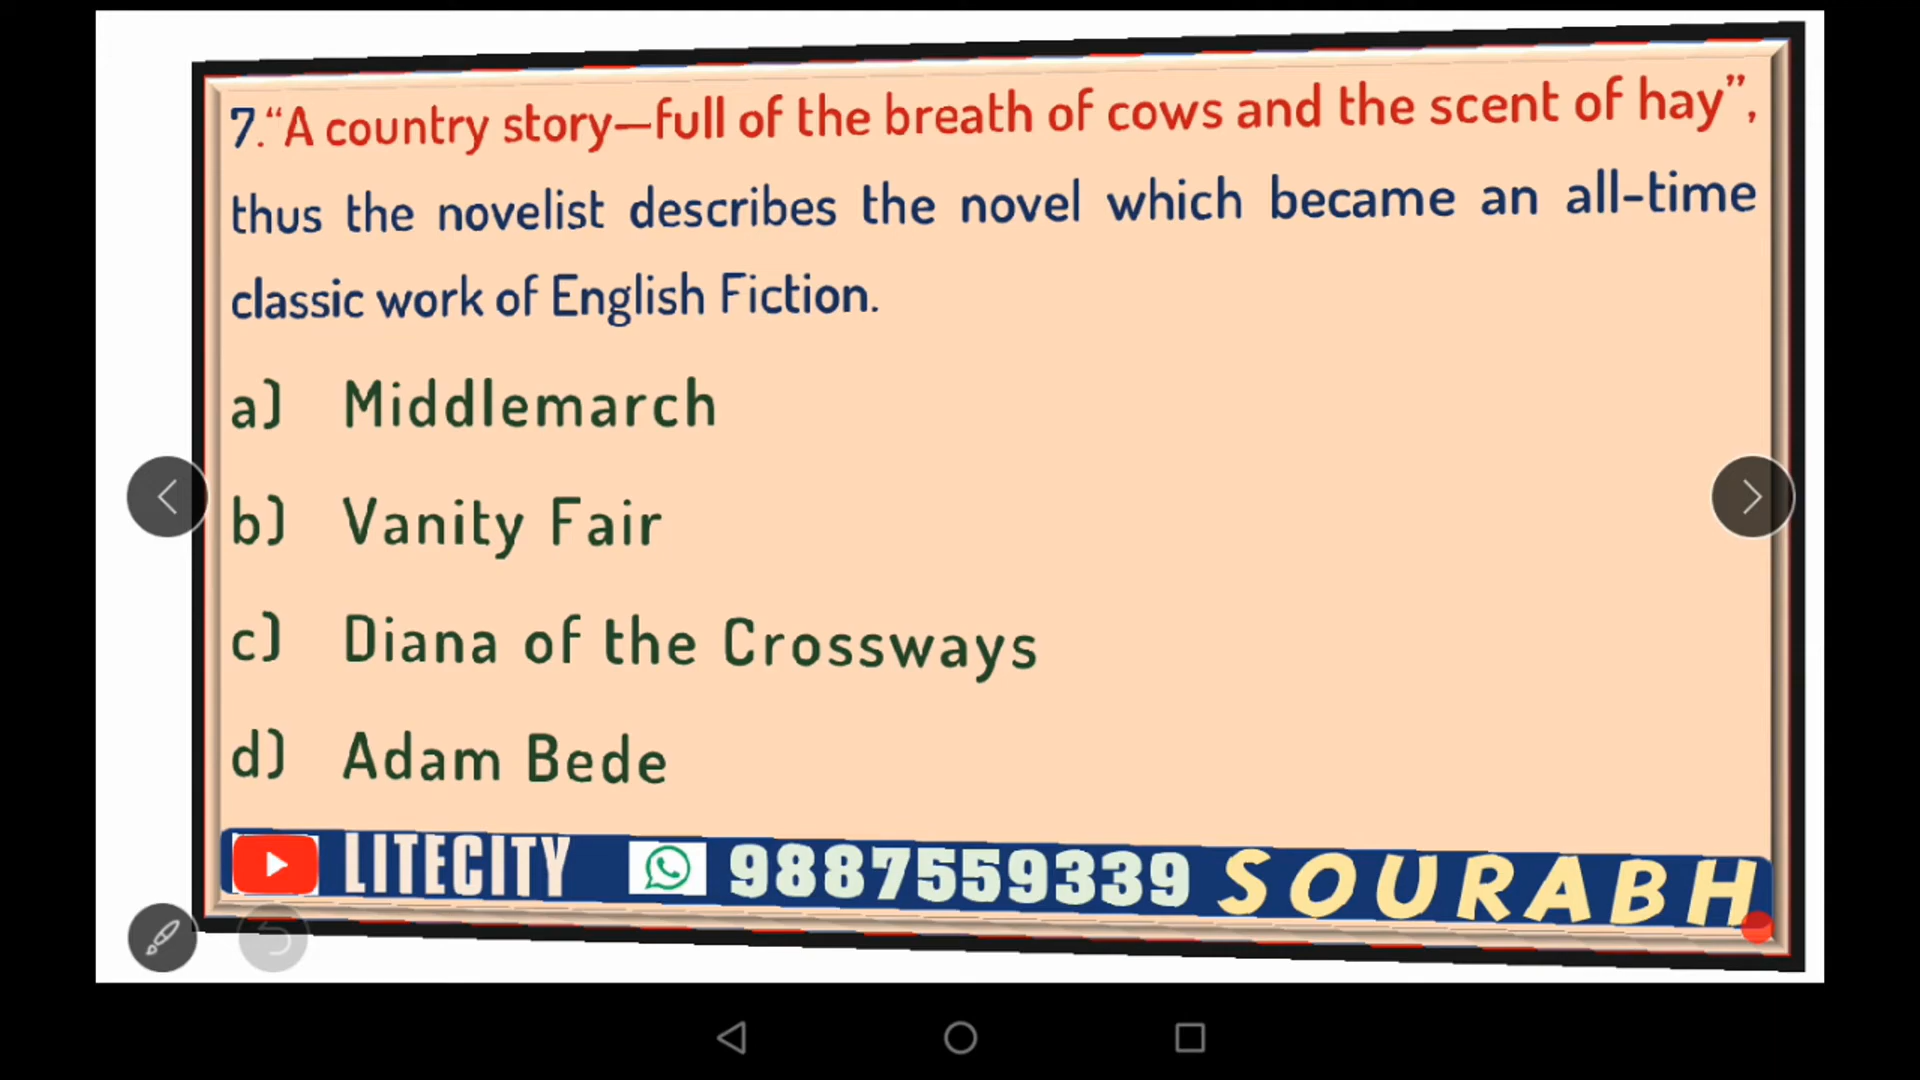 7.“A country story—full of the breath of cows and the scent of hay”,
thus the novelist describes the novel which became an all-time
classic work of English Fiction.
a) Middlemarch
b) Vanity Fair
c) Diana of the Crossways
d) Adam Bede
LITECITY 9887559339 SOURABH